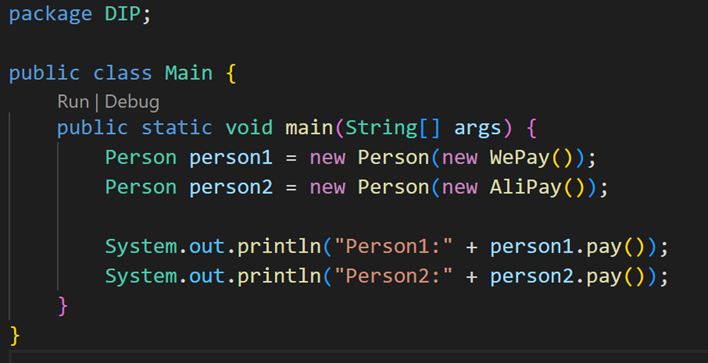 package DIP;
public class Main {
Run | Debug
public static void main(String[] args) {
Person person1 = new Person(new WePay());
Person person2 = new Person(new AliPay());
System.out.println("Person1:" + person1.pay());
System.out.println("Person2:" + person2.pay());
}
}